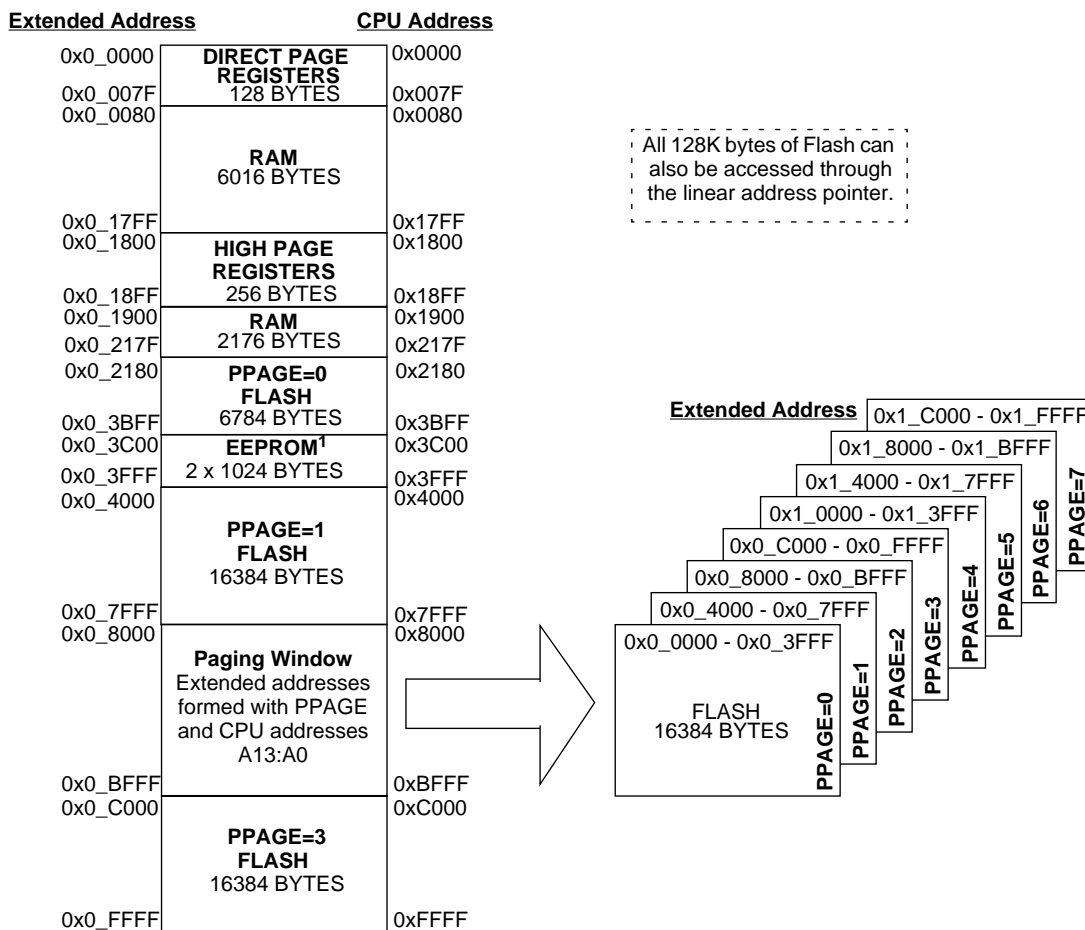 Extended Address CPU Address
0x0_0000 DIRECT PAGE 0x0000
REGISTERS
0x0_007F 128 BYTES 0x007F
0x0_0080 0x0080
RAM
6016 BYTES
0x0_17FF 0x17FF
0x0_1800 0x1800
HIGH PAGE
REGISTERS
0x0_18FF 256 BYTES 0x18FF
0x0_1900 RAM 0x1900
0x0_217F 2176 BYTES 0x217F
0x0_2180 PPAGE=0 0x2180
FLASH
0x0_3BFF 6784 BYTES 0x3BFF
0x0_3C00 EEPROM1 0x3C00
0x0_3FFF 2 x 1024 BYTES 0x3FFF
0x0_4000 0x4000
PPAGE=1
FLASH
16384 BYTES
0x0_7FFF 0x7FFF
0x0_8000 0x8000
Paging Window
Extended addresses
formed with PPAGE
and CPU addresses
A13:A0
0x0_BFFF 0xBFFF
0x0_C000 0xC000
PPAGE=3
FLASH
16384 BYTES
0x0_FFFF 0xFFFF
All 128K bytes of Flash can
also be accessed through
the linear address pointer.
Extended Address
0x1_C000 - 0x1_FFFF
0x1_8000 - 0x1_BFFF
0x1_4000 - 0x1_7FFF
0x1_0000 - 0x1_3FFF
0x0_C000 - 0x0_FFFF
0x0_8000 - 0x0_BFFF
0x0_4000 - 0x0_7FFF
0x0_0000 - 0x0_3FFF
FLASH
16384 BYTES
PPAGE=0
PPAGE=1
PPAGE=2
PPAGE=3
PPAGE=4
PPAGE=5
PPAGE=6
PPAGE=7